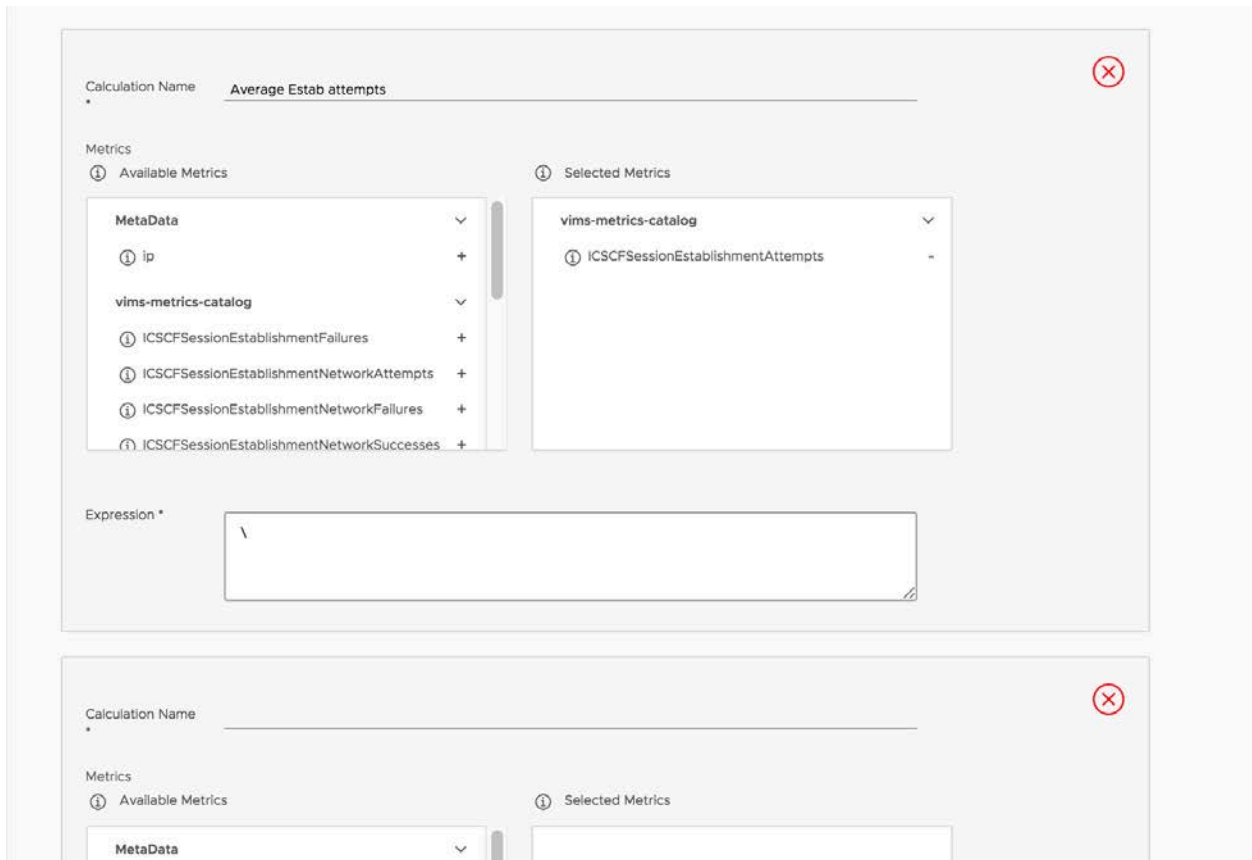 Calculation Name
*
Average Estab attempts
Metrics
Available Metrics
Selected Metrics
MetaData
ip +
vims-metrics-catalog
ICSCFSessionEstablishmentFailures +
ICSCFSessionEstablishmentNetworkAttempts +
ICSCFSessionEstablishmentNetworkFailures +
ICSCFSessionEstablishmentNetworkSuccesses +
vims-metrics-catalog
ICSCFSessionEstablishmentAttempts -
Expression *
\
Calculation Name
*
Metrics
Available Metrics
Selected Metrics
MetaData